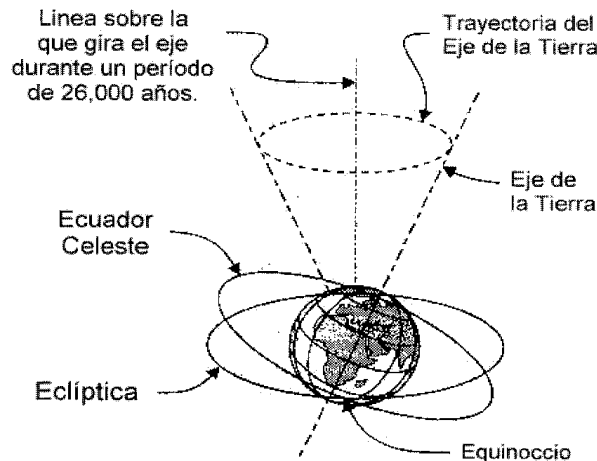 Linea sobre la
que gira el eje
durante un período
de 26,000 años.
Trayectoria del
Eje de la Tierra
Eje de
la Tierra
Ecuador
Celeste
Eclíptica
Equinoccio